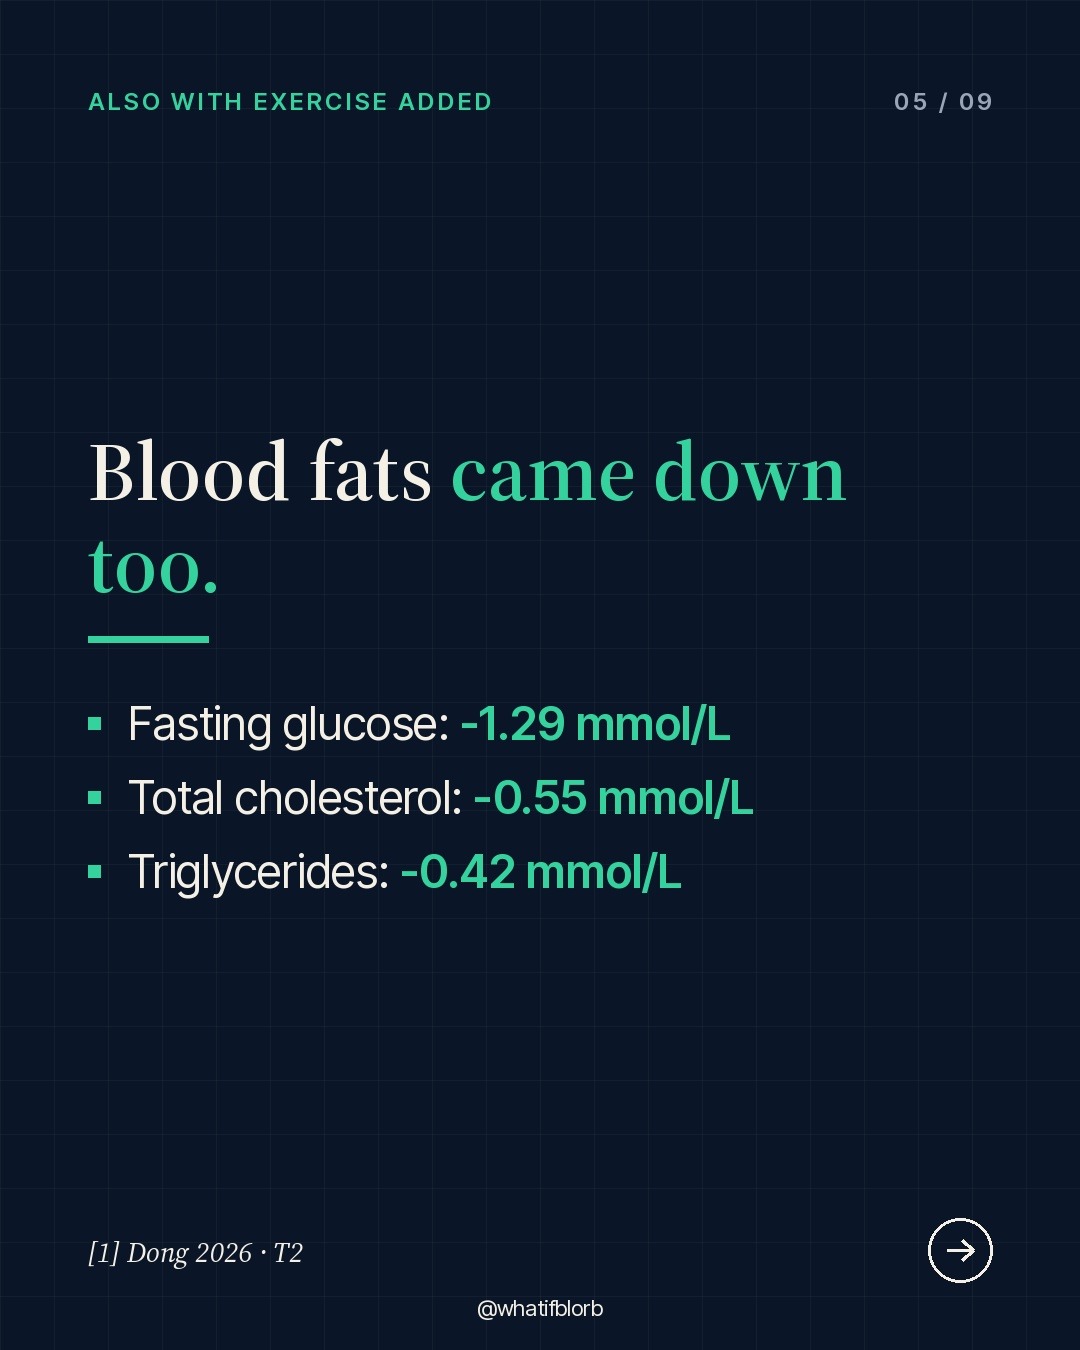 ALSO WITH EXERCISE ADDED
05 / 09
Blood fats came down
too.
Fasting glucose: -1.29 mmol/L
Total cholesterol: -0.55 mmol/L
Triglycerides: -0.42 mmol/L
[1] Dong 2026 · T2
@whatifblorb